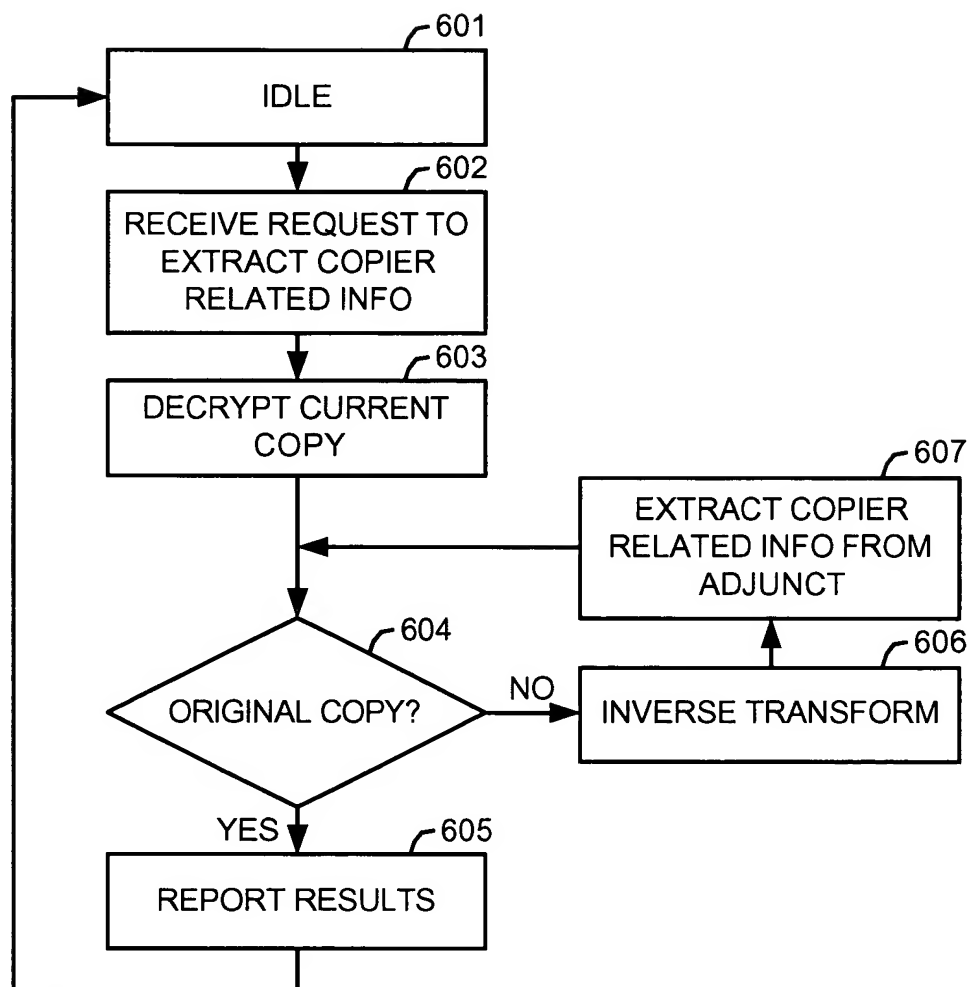 601
IDLE
602
RECEIVE REQUEST TO
EXTRACT COPIER
RELATED INFO
603
DECRYPT CURRENT
COPY
607
EXTRACT COPIER
RELATED INFO FROM
ADJUNCT
604
ORIGINAL COPY?
NO
606
INVERSE TRANSFORM
YES
605
REPORT RESULTS